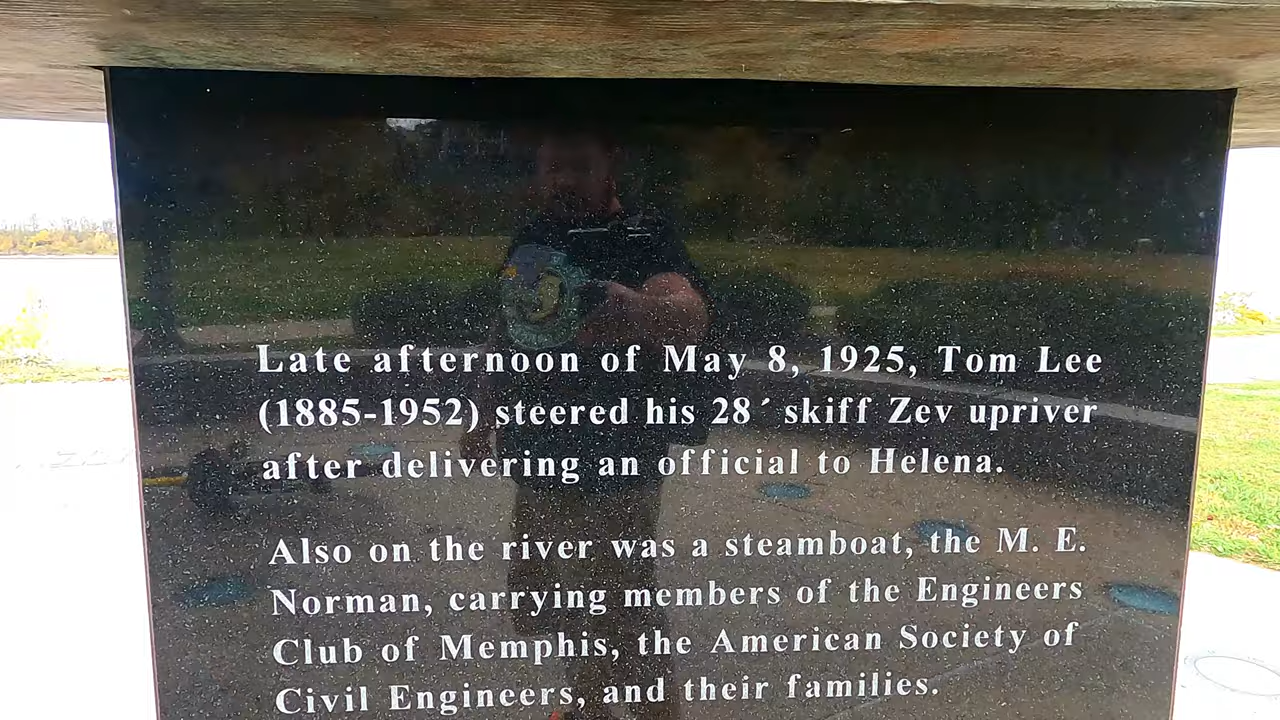 Late afternoon of May 8, 1925, Tom Lee
(1885-1952) steered his 28´ skiff Zev upriver
after delivering an official to Helena.
Also on the river was a steamboat, the M. E.
Norman, carrying members of the Engineers
Club of Memphis, the American Society of
Civil Engineers, and their families.